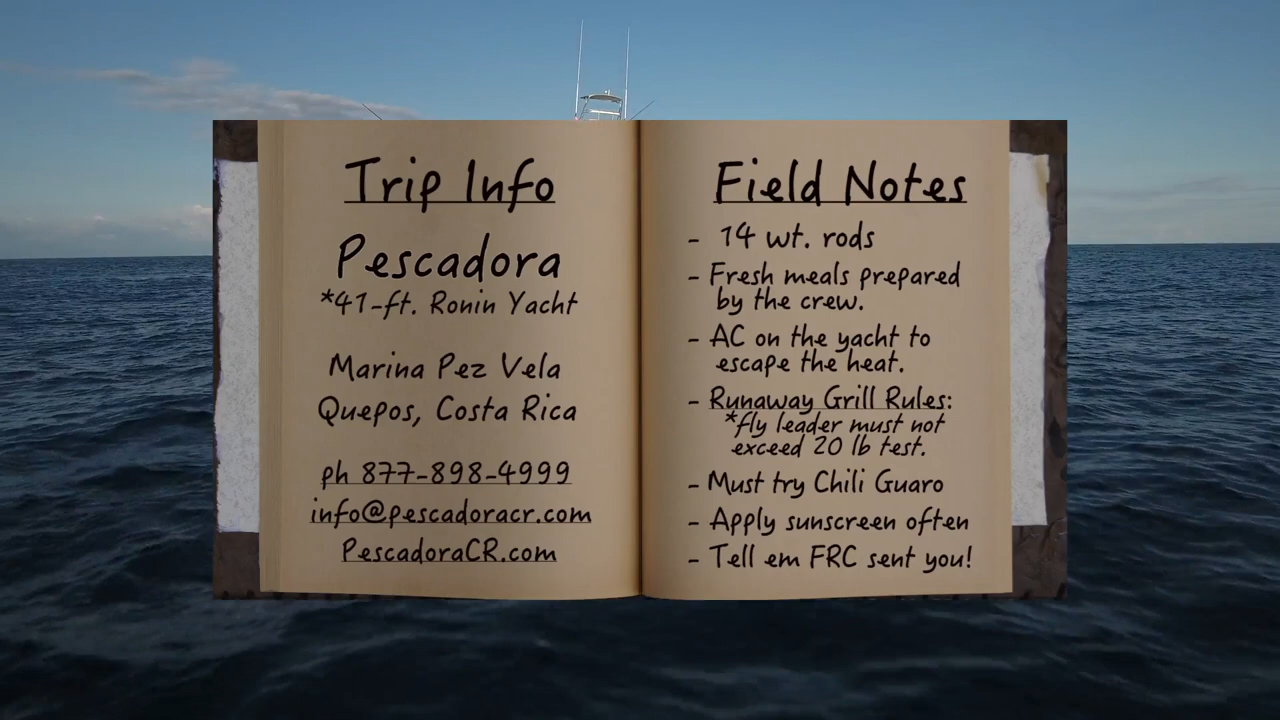 Trip Info
Pescadora
*41-ft. Ronin Yacht
Marina Pez Vela
Quepos, Costa Rica
ph 877-898-4999
info@pescadoracr.com
PescadoraCR.com
Field Notes
- 14 wt. rods
- Fresh meals prepared
by the crew.
- AC on the yacht to
escape the heat.
- Runaway Grill Rules:
*fly leader must not
exceed 20 lb test.
- Must try Chili Guaro
- Apply sunscreen often
- Tell em FRC sent you!